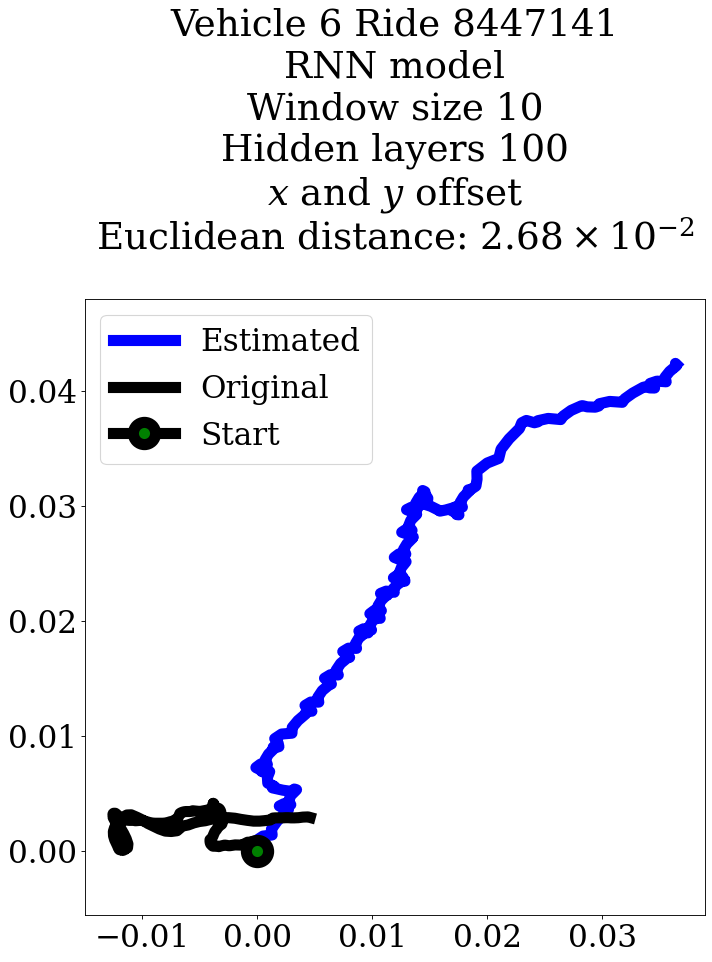 Vehicle 6 Ride 8447141
RNN model
Window size 10
Hidden layers 100
x and y offset
Euclidean distance: 2.68 × 10⁻²
Estimated
Original
Start
0.04
0.03
0.02
0.01
0.00
−0.01 0.00 0.01 0.02 0.03